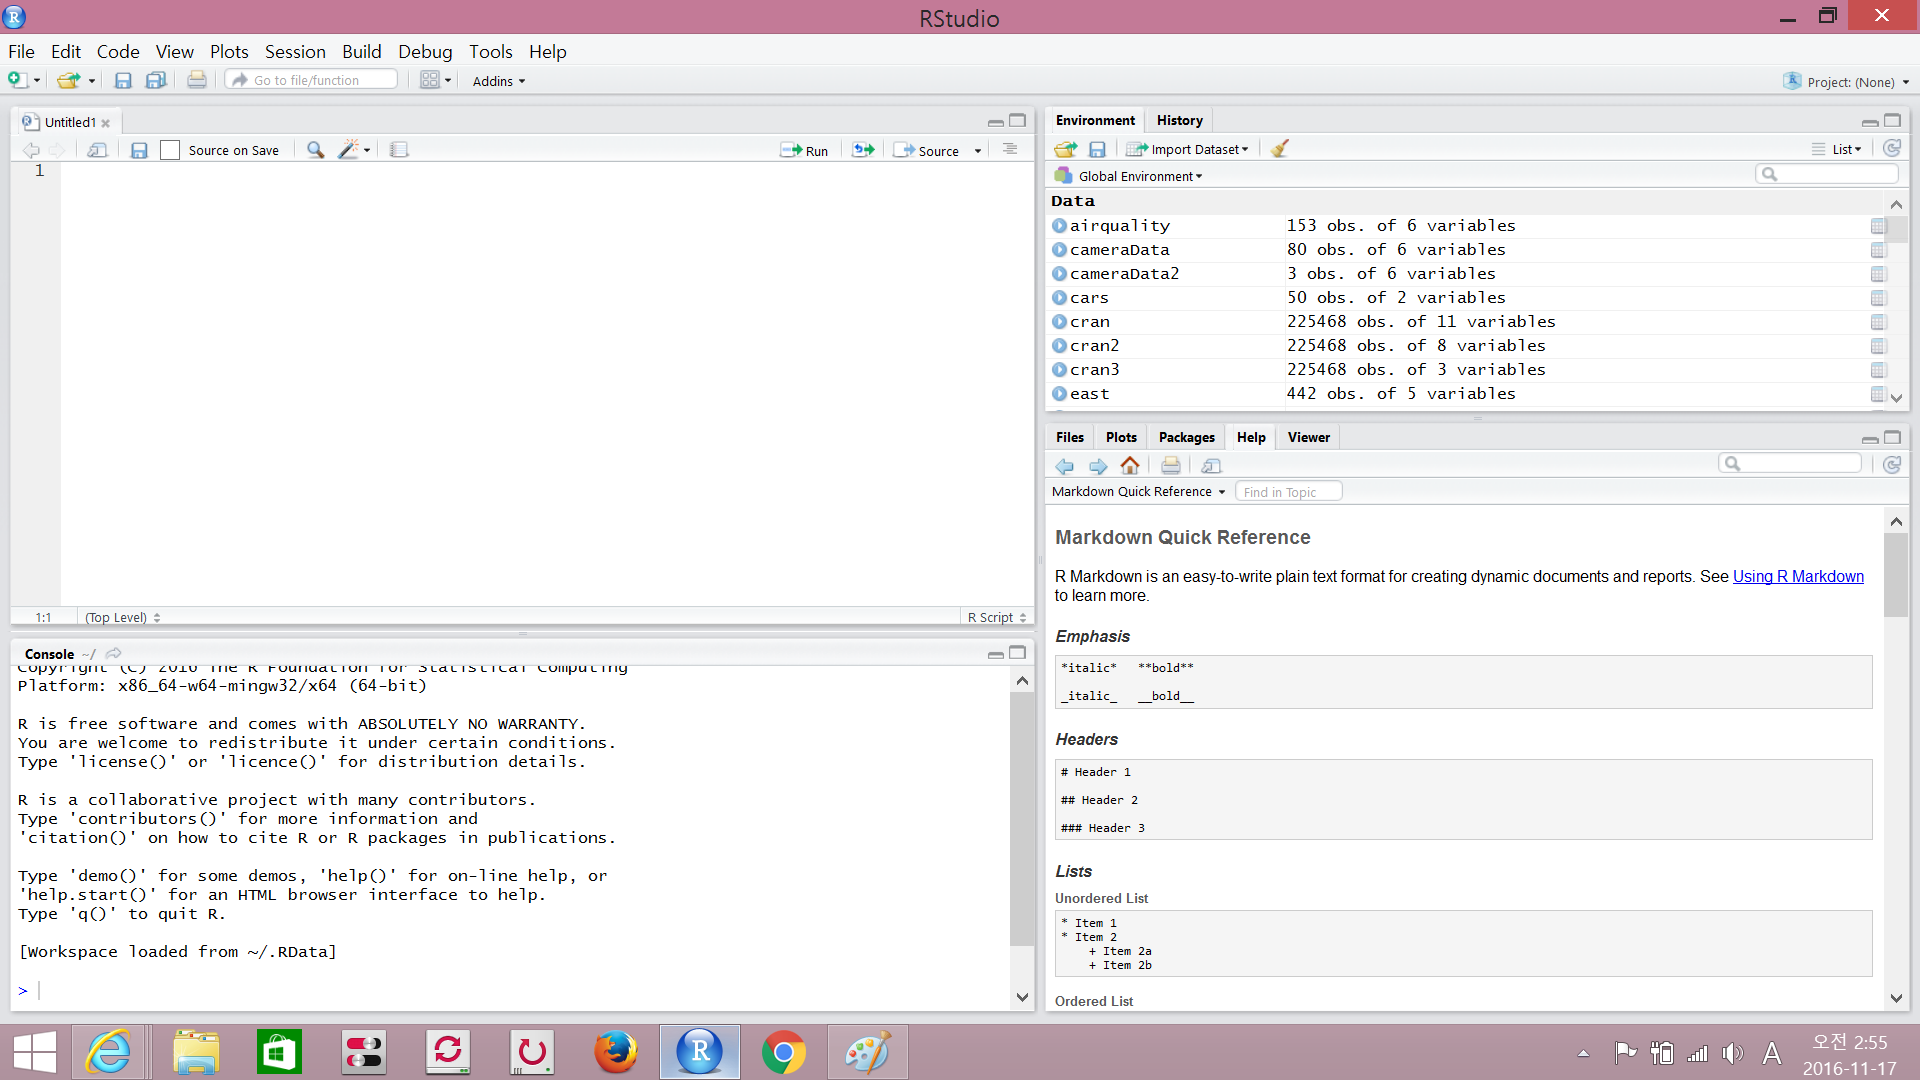 RStudio
File Edit Code View Plots Session Build Debug Tools Help
Go to file/function Addins Project: (None)
Untitled1
Source on Save Run Source
1
1:1 (Top Level) R Script
Console ~/
Copyright (C) 2016 The R Foundation for Statistical Computing
Platform: x86_64-w64-mingw32/x64 (64-bit)
R is free software and comes with ABSOLUTELY NO WARRANTY.
You are welcome to redistribute it under certain conditions.
Type 'license()' or 'licence()' for distribution details.
R is a collaborative project with many contributors.
Type 'contributors()' for more information and
'citation()' on how to cite R or R packages in publications.
Type 'demo()' for some demos, 'help()' for on-line help, or
'help.start()' for an HTML browser interface to help.
Type 'q()' to quit R.
[Workspace loaded from ~/.RData]
>
Environment History
Import Dataset List
Global Environment
Data
airquality 153 obs. of 6 variables
cameraData 80 obs. of 6 variables
cameraData2 3 obs. of 6 variables
cars 50 obs. of 2 variables
cran 225468 obs. of 11 variables
cran2 225468 obs. of 8 variables
cran3 225468 obs. of 3 variables
east 442 obs. of 5 variables
Files Plots Packages Help Viewer
Markdown Quick Reference Find in Topic
Markdown Quick Reference
R Markdown is an easy-to-write plain text format for creating dynamic documents and reports. See Using R Markdown
to learn more.
Emphasis
*italic* **bold**
_italic_ __bold__
Headers
# Header 1
## Header 2
### Header 3
Lists
Unordered List
* Item 1
* Item 2
+ Item 2a
+ Item 2b
Ordered List
A
오전 2:55
2016-11-17